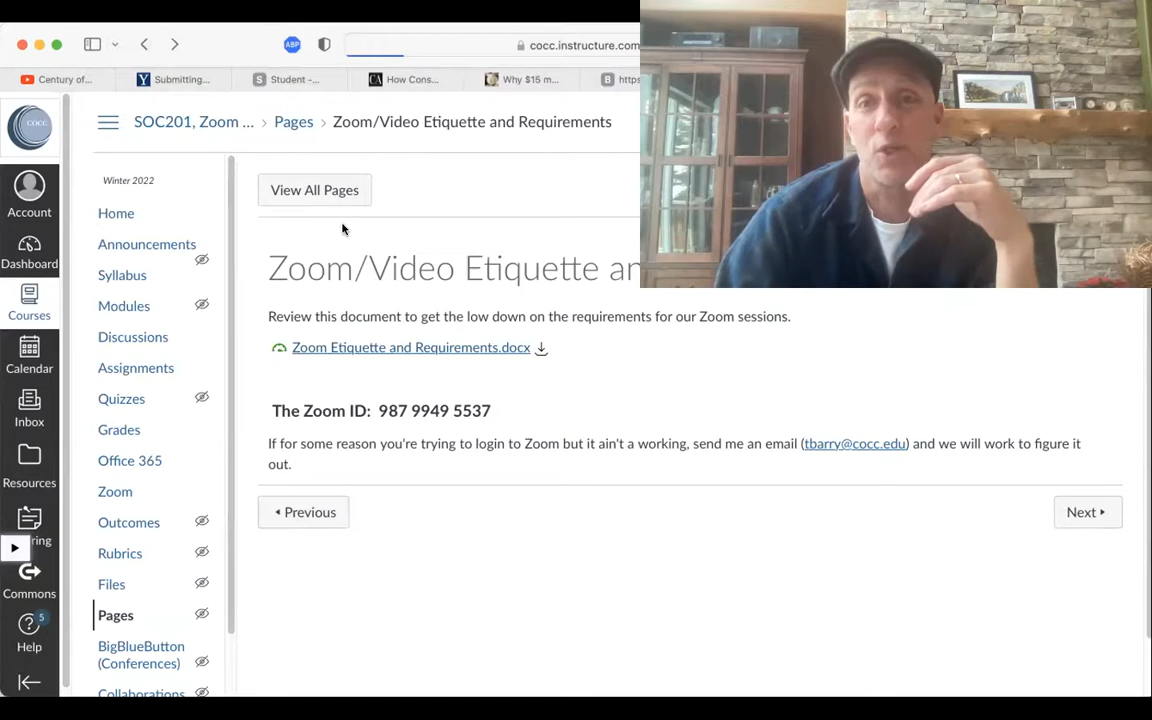 ABP
cocc.instructure.com
Century of...
Submitting...
Student -...
How Cons...
Why $15 m...
https
COCC
SOC201, Zoom ... > Pages > Zoom/Video Etiquette and Requirements
Account
Dashboard
Courses
Calendar
Inbox
Resources
ring
Commons
5
Help
Winter 2022
Home
Announcements
Syllabus
Modules
Discussions
Assignments
Quizzes
Grades
Office 365
Zoom
Outcomes
Rubrics
Files
Pages
BigBlueButton
(Conferences)
Collaborations
View All Pages
Zoom/Video Etiquette an
Review this document to get the low down on the requirements for our Zoom sessions.
Zoom Etiquette and Requirements.docx
The Zoom ID: 987 9949 5537
If for some reason you're trying to login to Zoom but it ain't a working, send me an email (tbarry@cocc.edu) and we will work to figure it
out.
Previous
Next